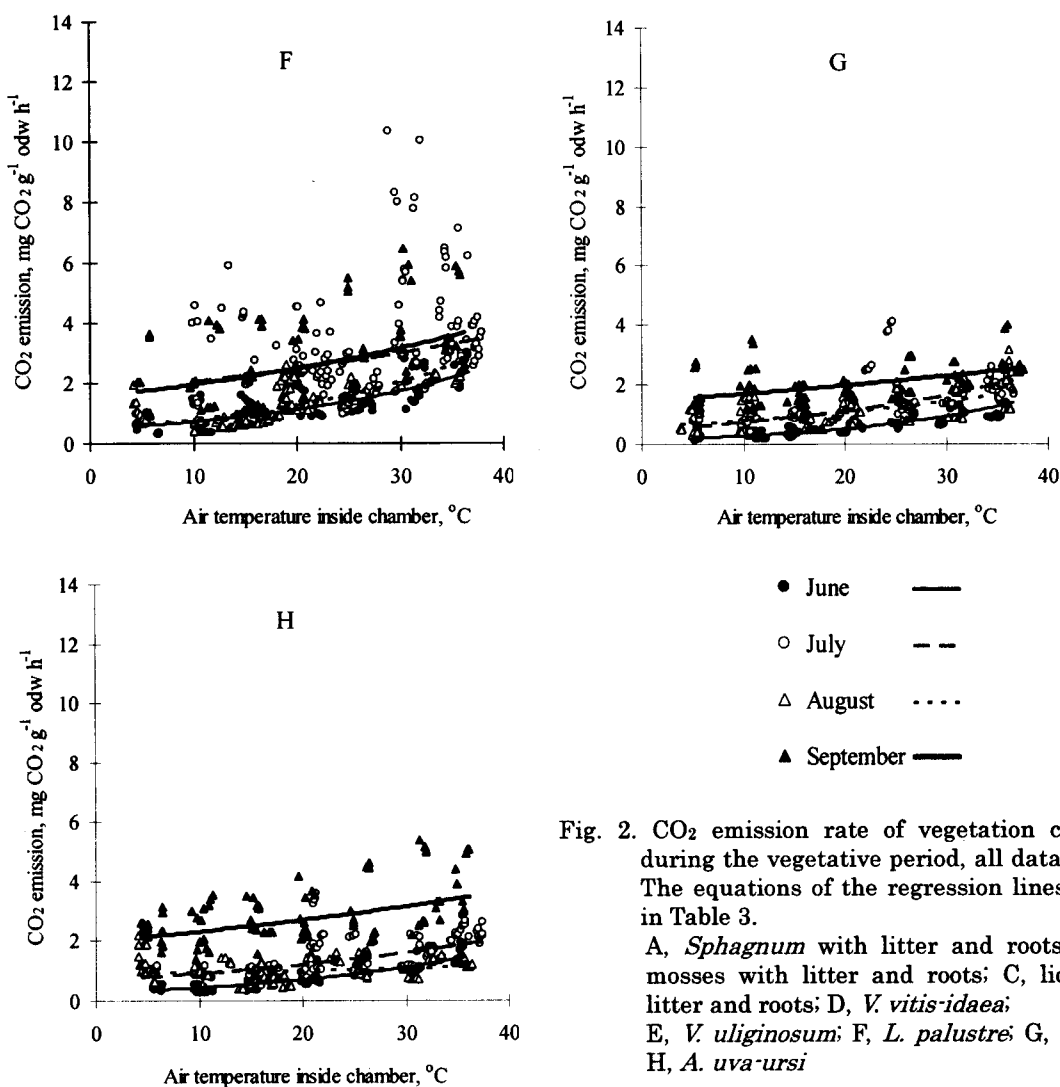 F
14
12
10
8
6
4
2
0
CO2 emission, mg CO2 g-1 odw h-1
0 10 20 30 40
Air temperature inside chamber, oC
G
14
12
10
8
6
4
2
0
CO2 emission, mg CO2 g-1 odw h-1
0 10 20 30 40
Air temperature inside chamber, oC
H
14
12
10
8
6
4
2
0
CO2 emission, mg CO2 g-1 odw h-1
0 10 20 30 40
Air temperature inside chamber, oC
June
July
August
September
Fig. 2. CO2 emission rate of vegetation c
during the vegetative period, all data
The equations of the regression lines
in Table 3.
A, Sphagnum with litter and roots
mosses with litter and roots; C, lic
litter and roots; D, V. vitis-idaea;
E, V. uliginosum; F, L. palustre; G,
H, A. uva-ursi